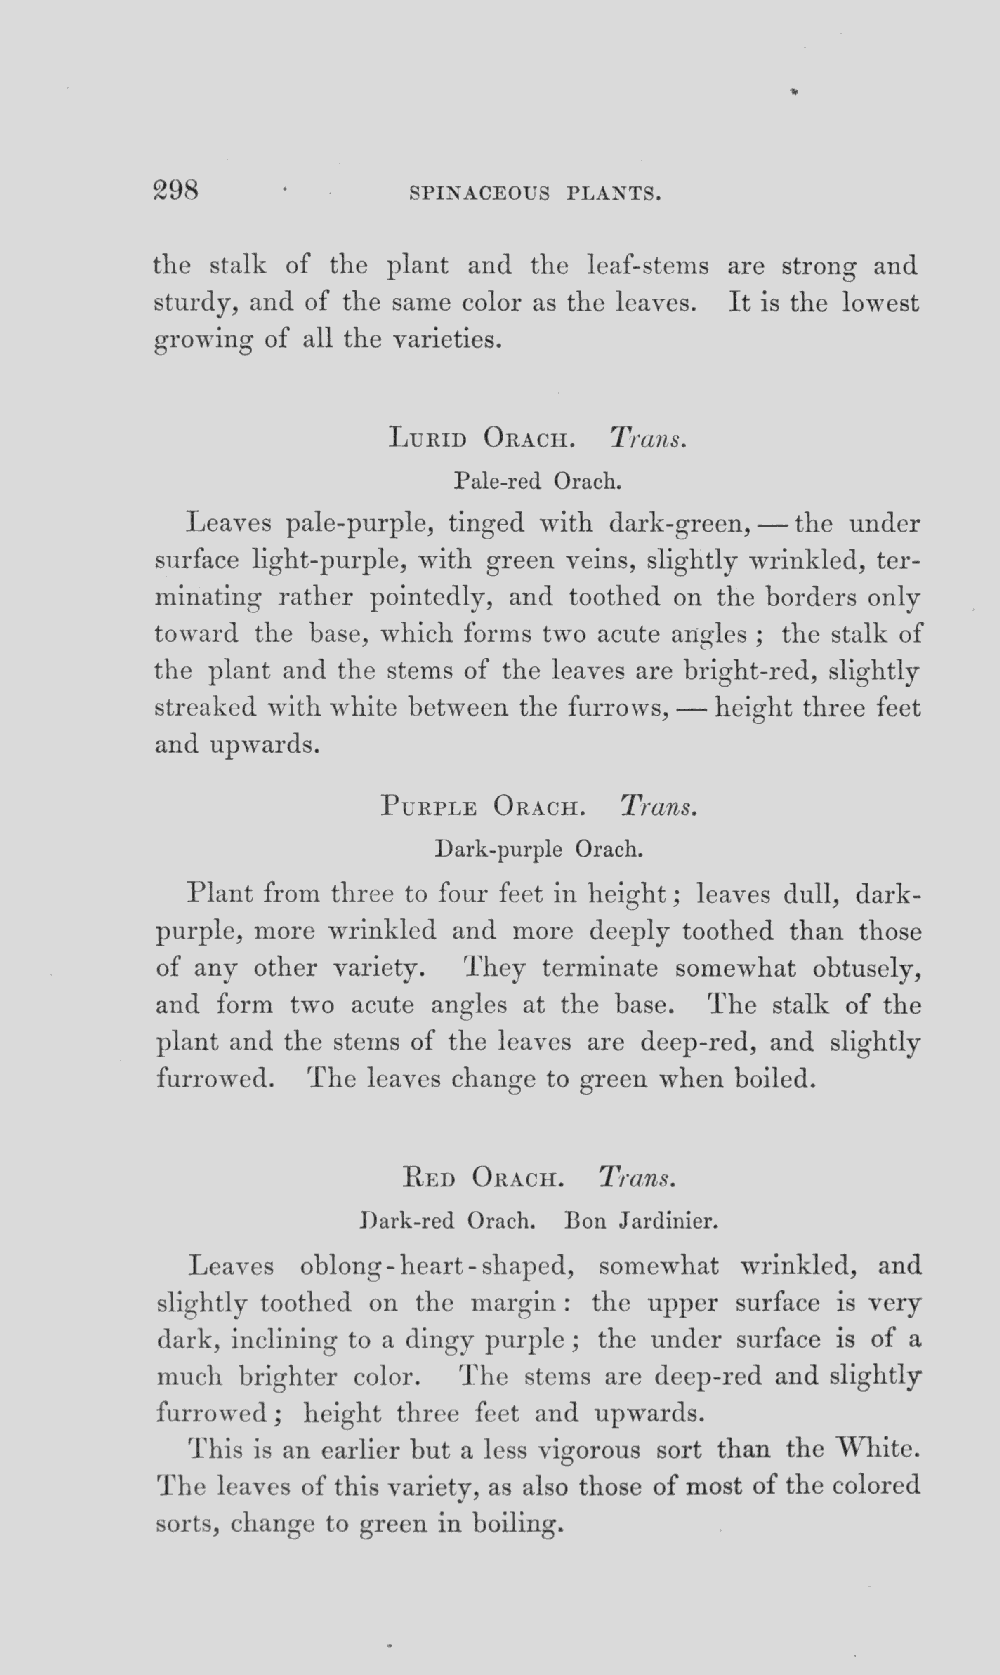 298 SPINACEOUS PLANTS.
the stalk of the plant and the leaf-stems are strong and
sturdy, and of the same color as the leaves. It is the lowest
growing of all the varieties.
LURID ORACH. Trans.
Pale-red Orach.
Leaves pale-purple, tinged with dark-green, — the under
surface light-purple, with green veins, slightly wrinkled, ter-
minating rather pointedly, and toothed on the borders only
toward the base, which forms two acute angles ; the stalk of
the plant and the stems of the leaves are bright-red, slightly
streaked with white between the furrows, — height three feet
and upwards.
PURPLE ORACH. Trans.
Dark-purple Orach.
Plant from three to four feet in height ; leaves dull, dark-
purple, more wrinkled and more deeply toothed than those
of any other variety. They terminate somewhat obtusely,
and form two acute angles at the base. The stalk of the
plant and the stems of the leaves are deep-red, and slightly
furrowed. The leaves change to green when boiled.
RED ORACH. Trans.
Dark-red Orach. Bon Jardinier.
Leaves oblong-heart-shaped, somewhat wrinkled, and
slightly toothed on the margin : the upper surface is very
dark, inclining to a dingy purple ; the under surface is of a
much brighter color. The stems are deep-red and slightly
furrowed ; height three feet and upwards.
This is an earlier but a less vigorous sort than the White.
The leaves of this variety, as also those of most of the colored
sorts, change to green in boiling.